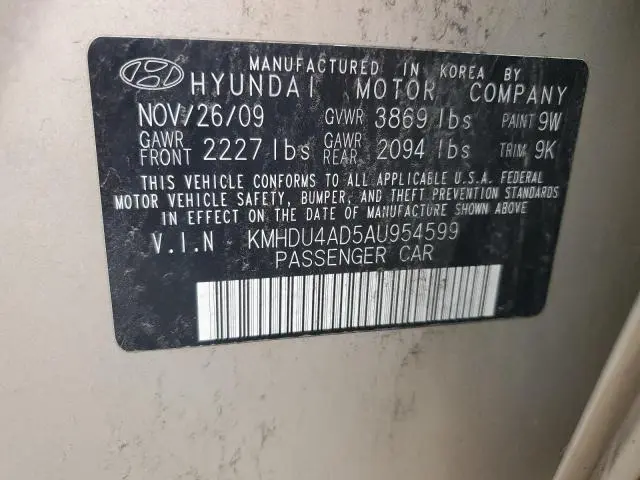 MANUFACTURED IN KOREA BY
HYUNDAI MOTOR COMPANY
NOV/26/09 GVWR 3869 lbs PAINT 9W
GAWR FRONT 2227 lbs GAWR REAR 2094 lbs TRIM 9K
THIS VEHICLE CONFORMS TO ALL APPLICABLE U.S.A. FEDERAL
MOTOR VEHICLE SAFETY, BUMPER, AND THEFT PREVENTION STANDARDS
IN EFFECT ON THE DATE OF MANUFACTURE SHOWN ABOVE
V.I.N KMHDU4AD5AU954599
PASSENGER CAR